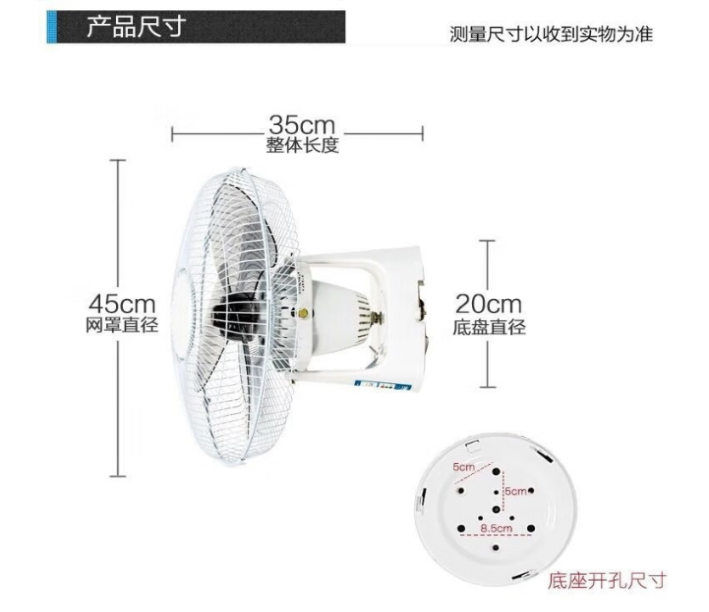 产品尺寸
测量尺寸以收到实物为准
35cm
整体长度
45cm
网罩直径
20cm
底盘直径
5cm
5cm
8.5cm
底座开孔尺寸